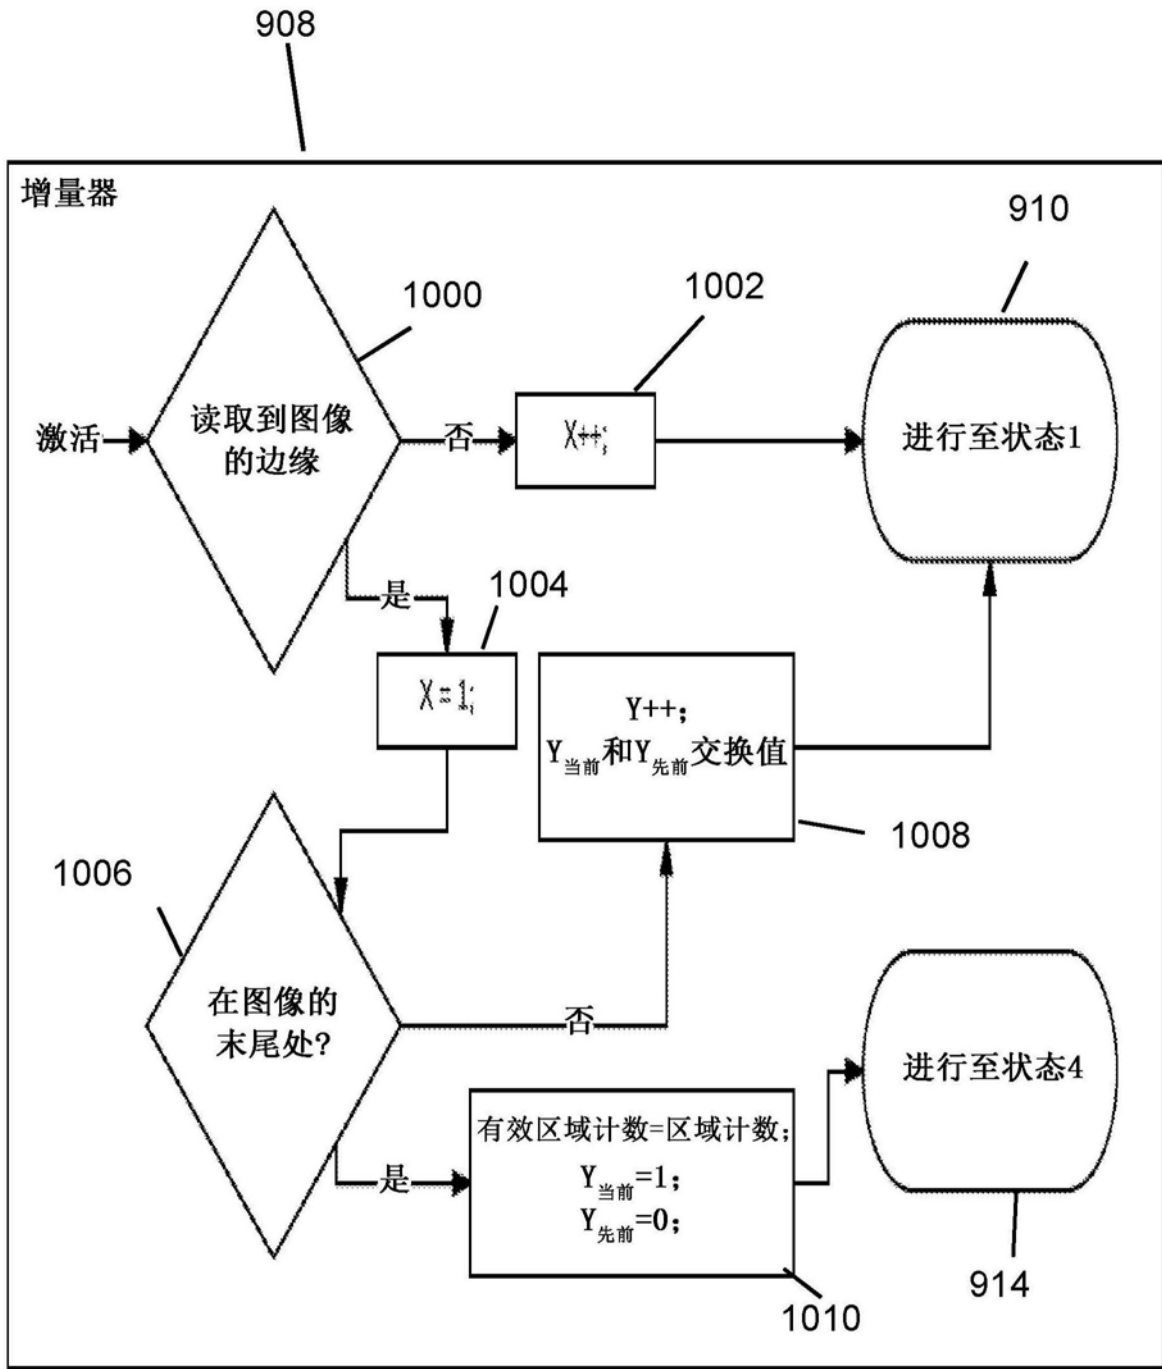 908
增量器
910
1000
1002
激活
读取到图像
的边缘
否
X++;
进行至状态1
是
1004
X=1;
Y++;
Y当前和Y先前交换值
1008
1006
在图像的
末尾处?
否
进行至状态4
有效区域计数=区域计数;
是
Y当前=1;
Y先前=0;
914
1010